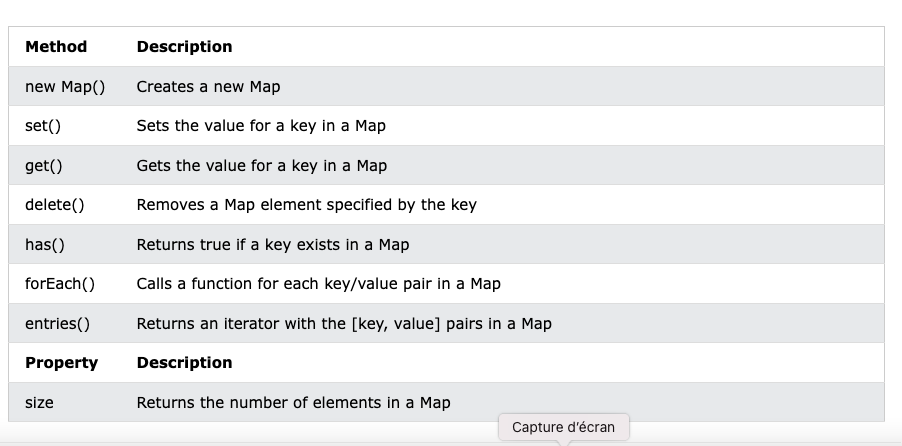 Method Description
new Map() Creates a new Map
set() Sets the value for a key in a Map
get() Gets the value for a key in a Map
delete() Removes a Map element specified by the key
has() Returns true if a key exists in a Map
forEach() Calls a function for each key/value pair in a Map
entries() Returns an iterator with the [key, value] pairs in a Map
Property Description
size Returns the number of elements in a Map
Capture d’écran